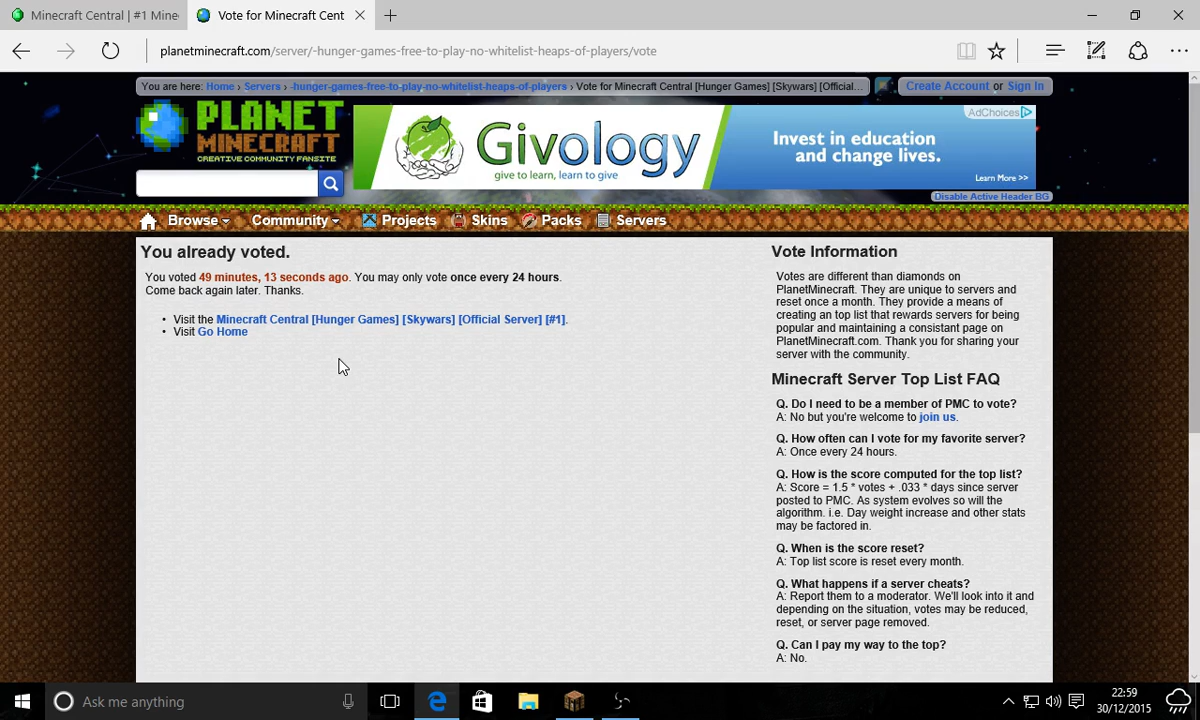 Minecraft Central | #1 Mine
Vote for Minecraft Cent
planetminecraft.com/server/-hunger-games-free-to-play-no-whitelist-heaps-of-players/vote
You are here: Home › Servers › -hunger-games-free-to-play-no-whitelist-heaps-of-players › Vote for Minecraft Central [Hunger Games] [Skywars] [Official...
Create Account or Sign In
PLANET
MINECRAFT
CREATIVE COMMUNITY FANSITE
Givology
give to learn, learn to give
AdChoices
Invest in education
and change lives.
Learn More >>
Disable Active Header BG
Browse Community Projects Skins Packs Servers
You already voted.
You voted 49 minutes, 13 seconds ago. You may only vote once every 24 hours.
Come back again later. Thanks.
• Visit the Minecraft Central [Hunger Games] [Skywars] [Official Server] [#1].
• Visit Go Home
Vote Information
Votes are different than diamonds on
PlanetMinecraft. They are unique to servers and
reset once a month. They provide a means of
creating an top list that rewards servers for being
popular and maintaining a consistant page on
PlanetMinecraft.com. Thank you for sharing your
server with the community.
Minecraft Server Top List FAQ
Q. Do I need to be a member of PMC to vote?
A: No but you're welcome to join us.
Q. How often can I vote for my favorite server?
A: Once every 24 hours.
Q. How is the score computed for the top list?
A: Score = 1.5 * votes + .033 * days since server
posted to PMC. As system evolves so will the
algorithm. i.e. Day weight increase and other stats
may be factored in.
Q. When is the score reset?
A: Top list score is reset every month.
Q. What happens if a server cheats?
A: Report them to a moderator. We'll look into it and
depending on the situation, votes may be reduced,
reset, or server page removed.
Q. Can I pay my way to the top?
A: No.
Ask me anything
22:59
30/12/2015